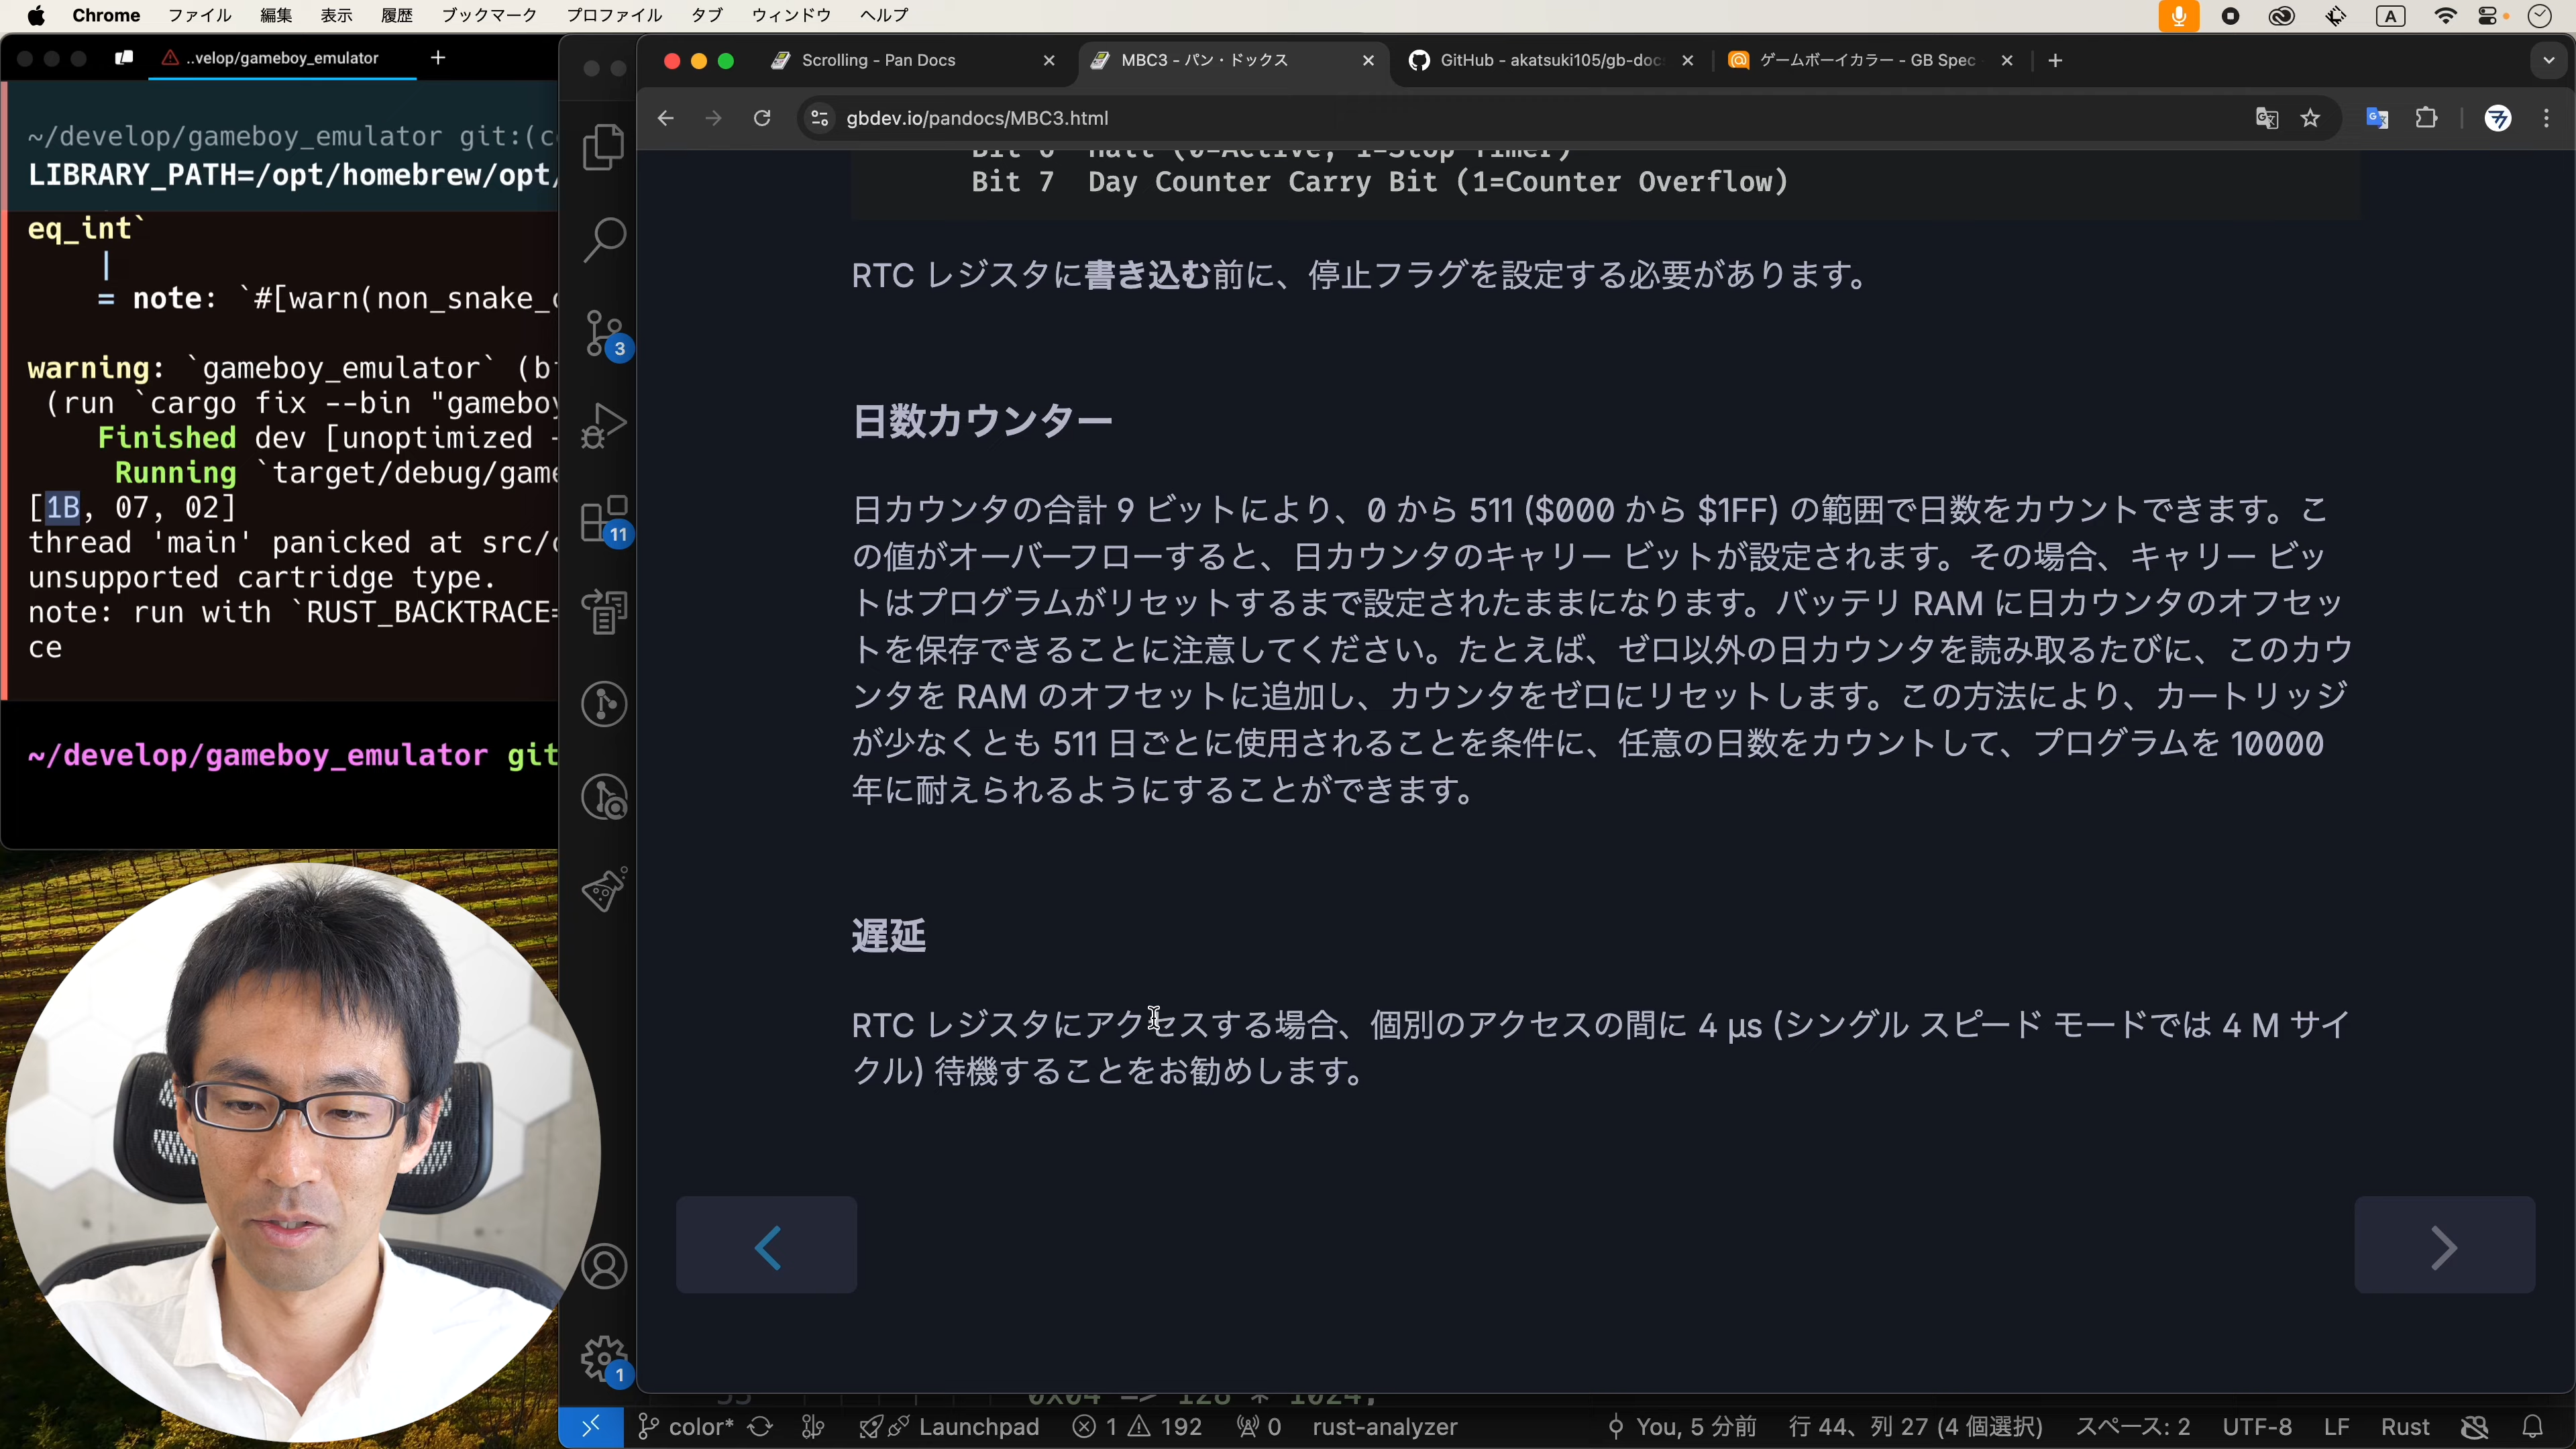 Chrome ファイル 編集 表示 履歴 ブックマーク プロファイル タブ ウィンドウ ヘルプ
A
..velop/gameboy_emulator
~/develop/gameboy_emulator git:(c
LIBRARY_PATH=/opt/homebrew/opt/
eq_int`
|
= note: `#[warn(non_snake_c
warning: `gameboy_emulator` (b
(run `cargo fix --bin "gameboy
Finished dev [unoptimized
Running `target/debug/game
[1B, 07, 02]
thread 'main' panicked at src/c
unsupported cartridge type.
note: run with `RUST_BACKTRACE=
ce
~/develop/gameboy_emulator git
3
11
1
Scrolling - Pan Docs
MBC3 - パン・ドックス
GitHub - akatsuki105/gb-doc
ゲームボーイカラー - GB Spec
gbdev.io/pandocs/MBC3.html
Bit 6 Halt (0=Active, 1=Stop Timer)
Bit 7 Day Counter Carry Bit (1=Counter Overflow)
RTC レジスタに書き込む前に、停止フラグを設定する必要があります。
日数カウンター
日カウンタの合計 9 ビットにより、0 から 511 ($000 から $1FF) の範囲で日数をカウントできます。こ
の値がオーバーフローすると、日カウンタのキャリー ビットが設定されます。その場合、キャリー ビッ
トはプログラムがリセットするまで設定されたままになります。バッテリ RAM に日カウンタのオフセッ
トを保存できることに注意してください。たとえば、ゼロ以外の日カウンタを読み取るたびに、このカウ
ンタを RAM のオフセットに追加し、カウンタをゼロにリセットします。この方法により、カートリッジ
が少なくとも 511 日ごとに使用されることを条件に、任意の日数をカウントして、プログラムを 10000
年に耐えられるようにすることができます。
遅延
RTC レジスタにアクセスする場合、個別のアクセスの間に 4 μs (シングル スピード モードでは 4 M サイ
クル) 待機することをお勧めします。
0x04 => 128 * 1024,
color* Launchpad 1 192 0 rust-analyzer You, 5 分前 行 44、列 27 (4 個選択) スペース: 2 UTF-8 LF Rust